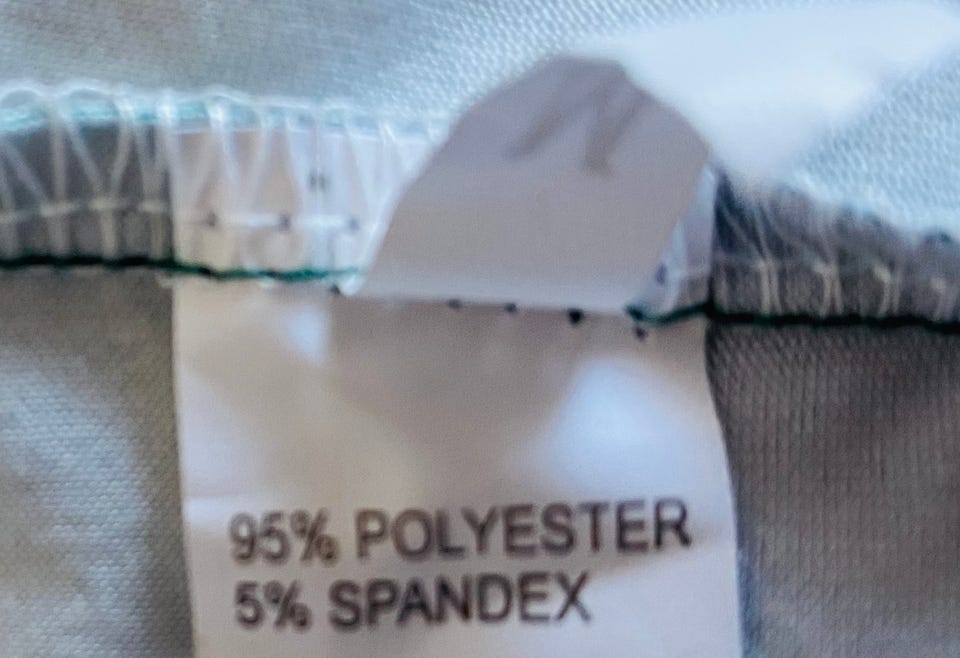 95% POLYESTER
5% SPANDEX